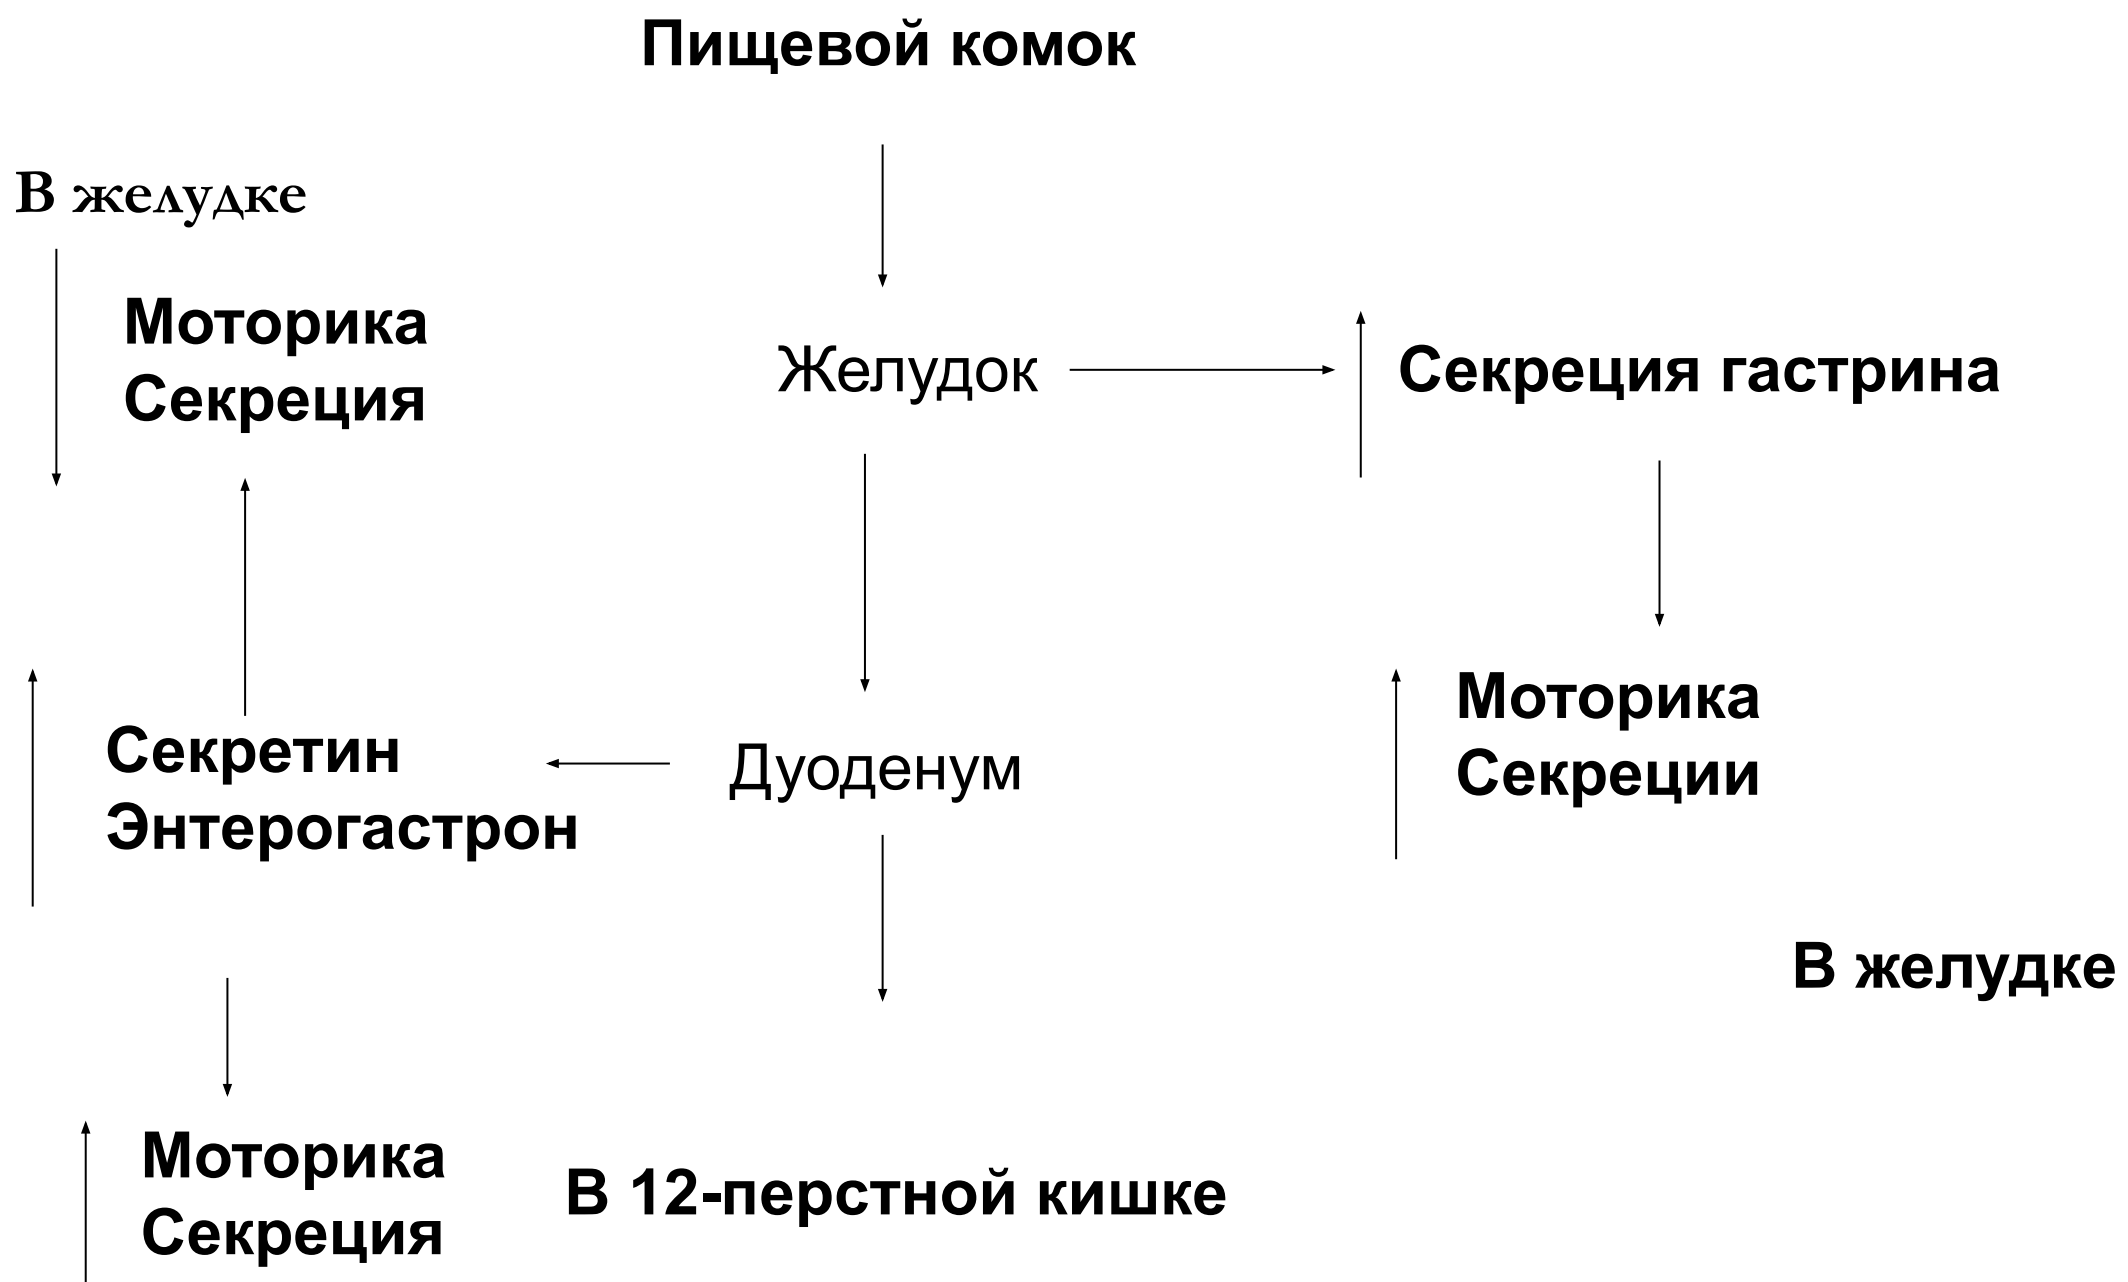 Пищевой комок
В желудке
Моторика
Секреция
Желудок
Секреция гастрина
Секретин
Энтерогастрон
Дуоденум
Моторика
Секреции
В желудке
Моторика
Секреция
В 12-перстной кишке